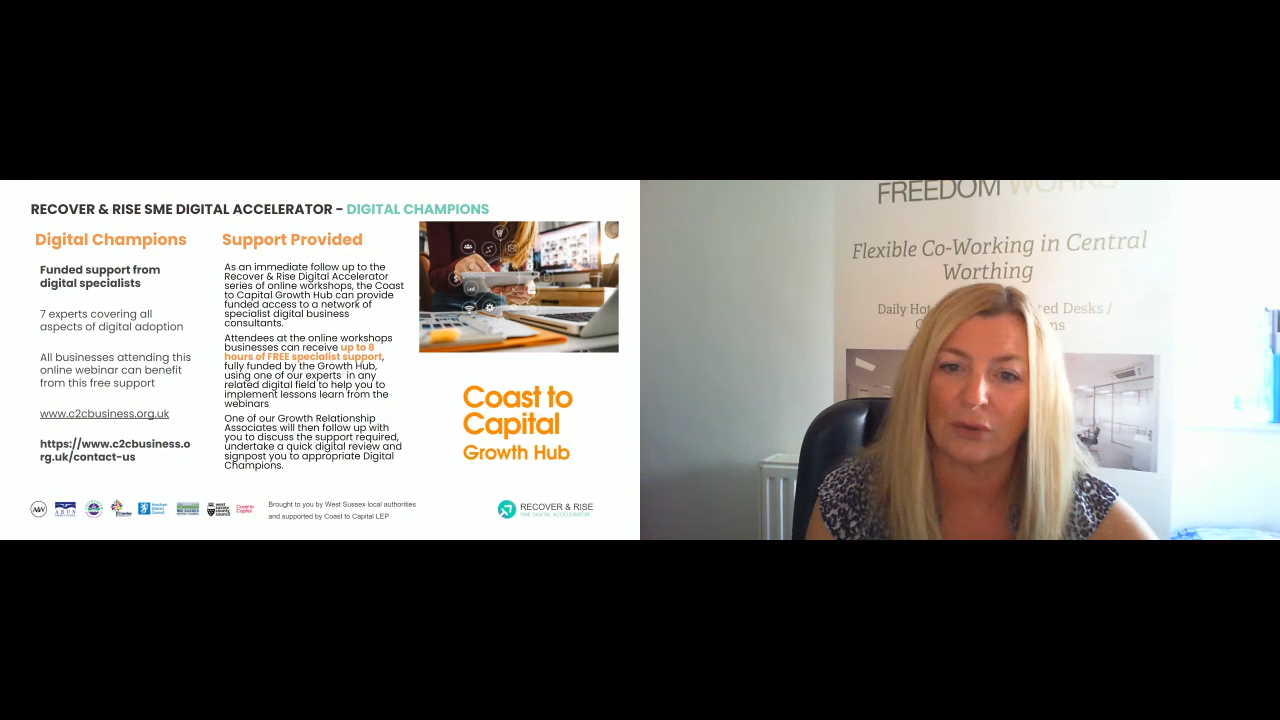 RECOVER & RISE SME DIGITAL ACCELERATOR – DIGITAL CHAMPIONS
Digital Champions
Funded support from
digital specialists
7 experts covering all
aspects of digital adoption
All businesses attending this
online webinar can benefit
from this free support
www.c2cbusiness.org.uk
https://www.c2cbusiness.o
rg.uk/contact-us
Support Provided
As an immediate follow up to the
Recover & Rise Digital Accelerator
series of online workshops, the Coast
to Capital Growth Hub can provide
funded access to a network of
specialist digital business
consultants.
Attendees at the online workshops
businesses can receive up to 8
hours of FREE specialist support,
fully funded by the Growth Hub,
using one of our experts in any
related digital field to help you to
implement lessons learn from the
webinars
One of our Growth Relationship
Associates will then follow up with
you to discuss the support required,
undertake a quick digital review and
signpost you to appropriate Digital
Champions.
Coast to
Capital
Growth Hub
Brought to you by West Sussex local authorities
and supported by Coast to Capital LEP
RECOVER & RISE
SME DIGITAL ACCELERATOR
FREEDOM WORKS
Flexible Co-Working in Central
Worthing
Daily Desks /